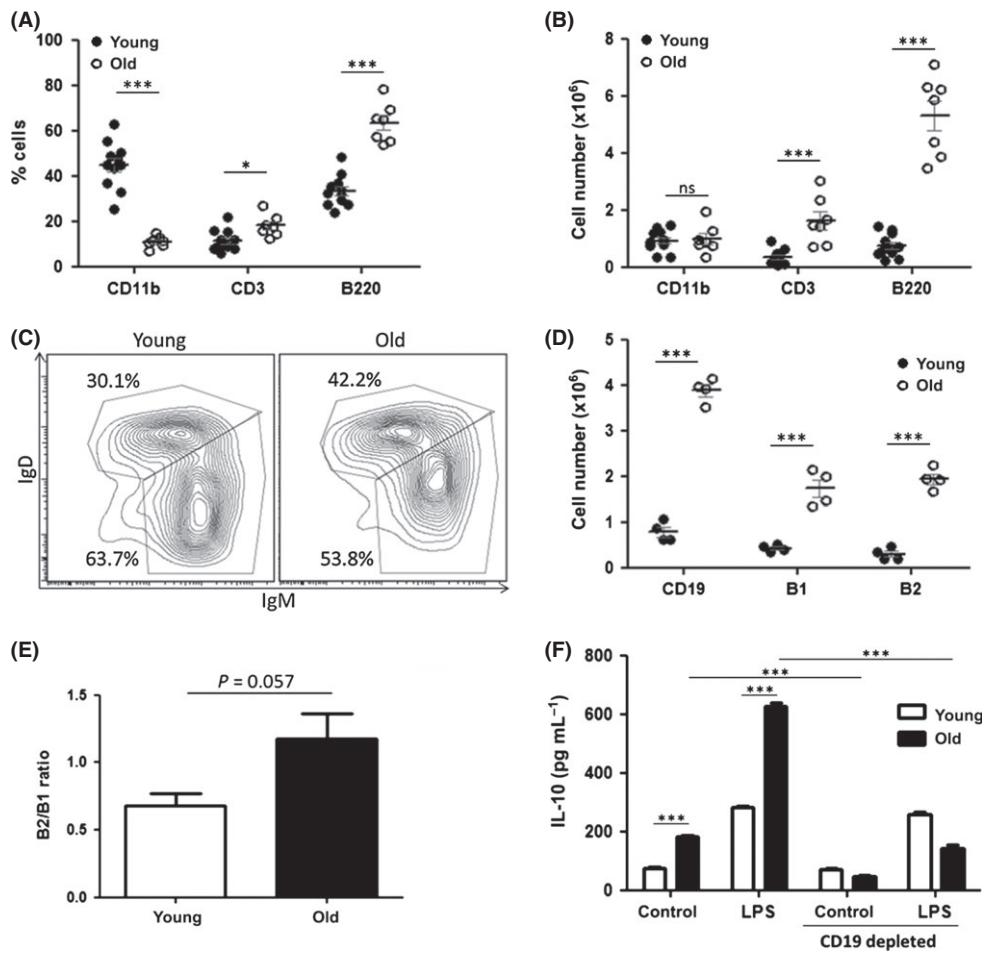 (A)
100
80
60
40
20
0
% cells
Young
Old
***
*
***
CD11b
CD3
B220
(B)
8
6
4
2
0
Cell number (x10⁶)
Young
Old
ns
***
***
CD11b
CD3
B220
(C)
Young
Old
30.1%
42.2%
63.7%
53.8%
IgD
IgM
(D)
5
4
3
2
1
0
Cell number (x10⁶)
Young
Old
***
***
***
CD19
B1
B2
(E)
P = 0.057
1.5
1.0
0.5
0.0
B2/B1 ratio
Young
Old
(F)
800
600
400
200
0
IL-10 (pg mL⁻¹)
***
***
***
***
Young
Old
Control
LPS
Control
LPS
CD19 depleted